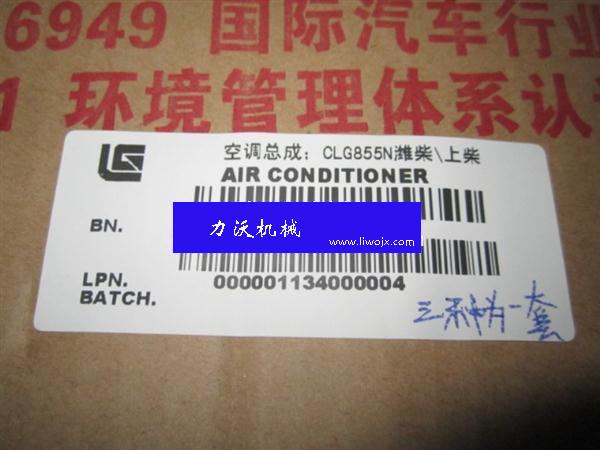 6949 国际汽车行业
1 环境管理体系认
LG
空调总成：CLG855N潍柴\上柴
AIR CONDITIONER
BN.
力沃机械
www.liwojx.com
LPN.
000001134000004
BATCH.